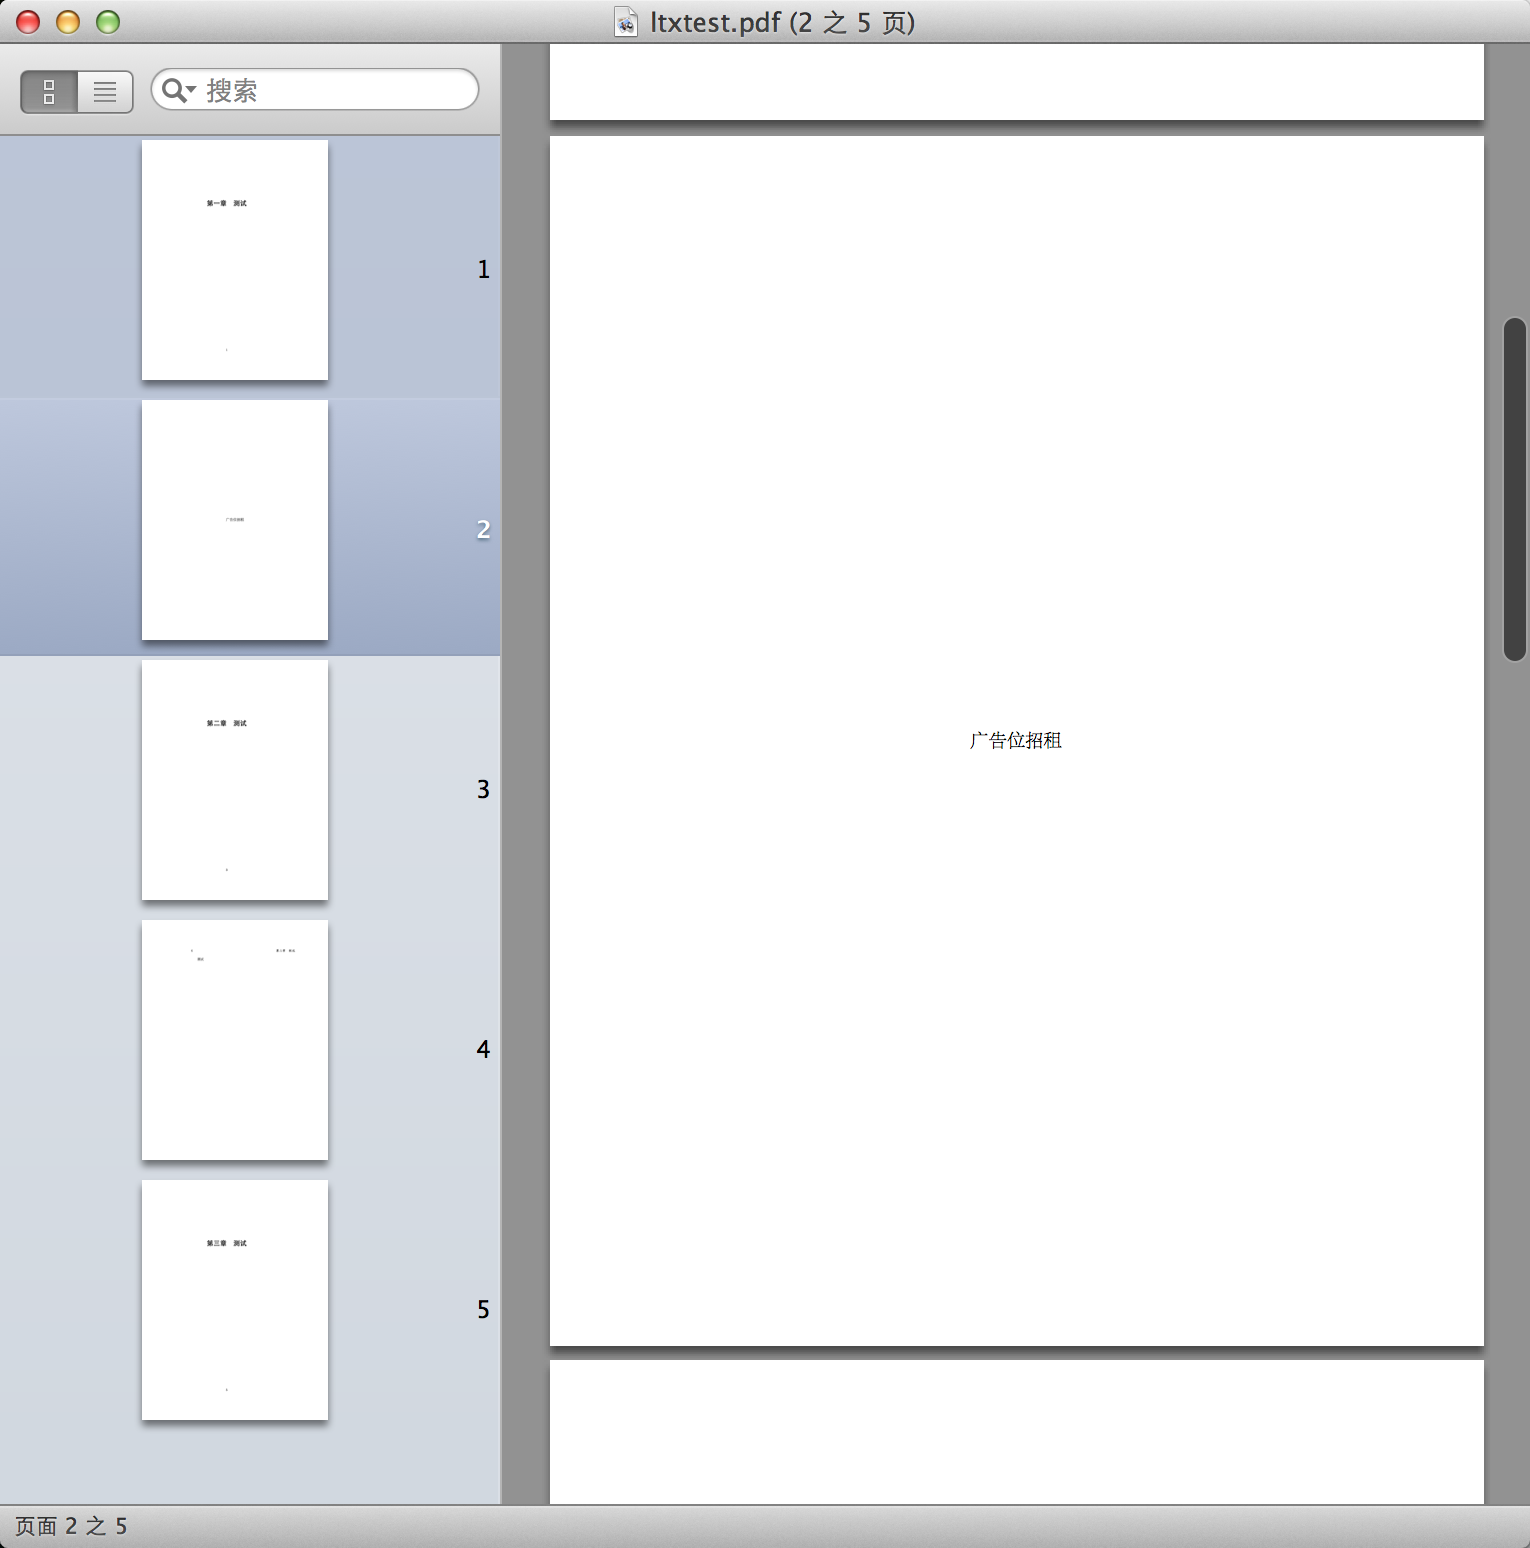 ltxtest.pdf (2 之 5 页)
搜索
第一章 测试
1
广告位招租
2
第二章 测试
3
测试
4
第三章 测试
5
广告位招租
页面 2 之 5